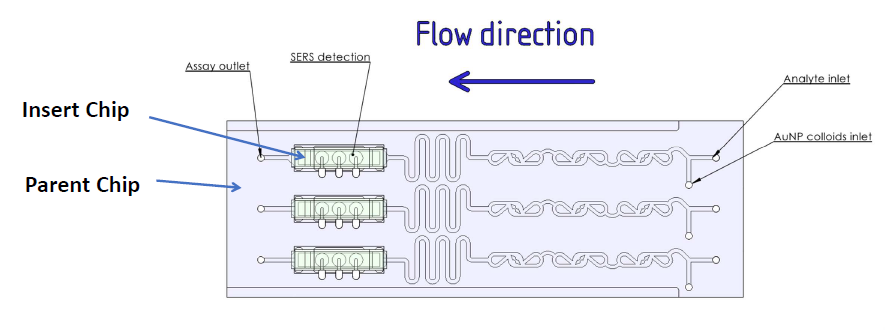 Flow direction
SERS detection
Assay outlet
Analyte inlet
Insert Chip
AuNP colloids inlet
Parent Chip